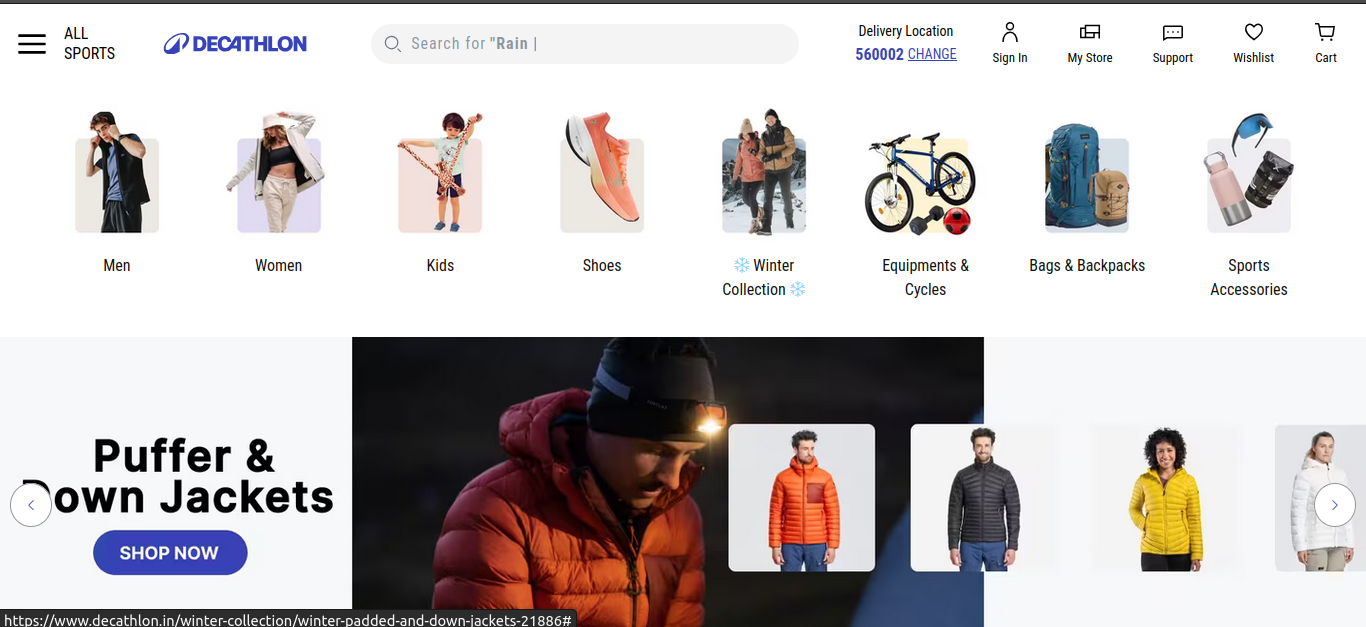 ALL
SPORTS
DECATHLON
Search for "Rain |
Delivery Location
560002 CHANGE
Sign In
My Store
Support
Wishlist
Cart
Men
Women
Kids
Shoes
❄️ Winter
Collection ❄️
Equipments &
Cycles
Bags & Backpacks
Sports
Accessories
Puffer &
Down Jackets
SHOP NOW
https://www.decathlon.in/winter-collection/winter-padded-and-down-jackets-21886#